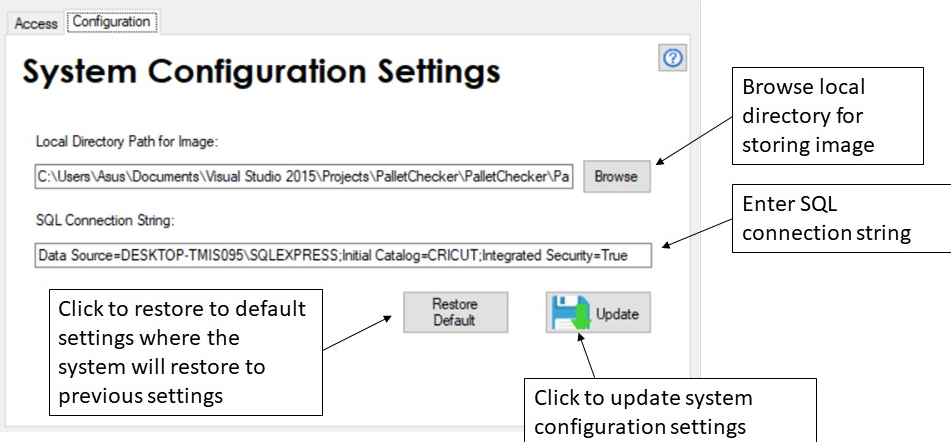 Access
Configuration
System Configuration Settings
Local Directory Path for Image:
C:\Users\Asus\Documents\Visual Studio 2015\Projects\PalletChecker\PalletChecker\Pa
Browse
SQL Connection String:
Data Source=DESKTOP-TMIS095\SQLEXPRESS;Initial Catalog=CRICUT;Integrated Security=True
Restore
Default
Update
Browse local
directory for
storing image
Enter SQL
connection string
Click to restore to default
settings where the
system will restore to
previous settings
Click to update system
configuration settings